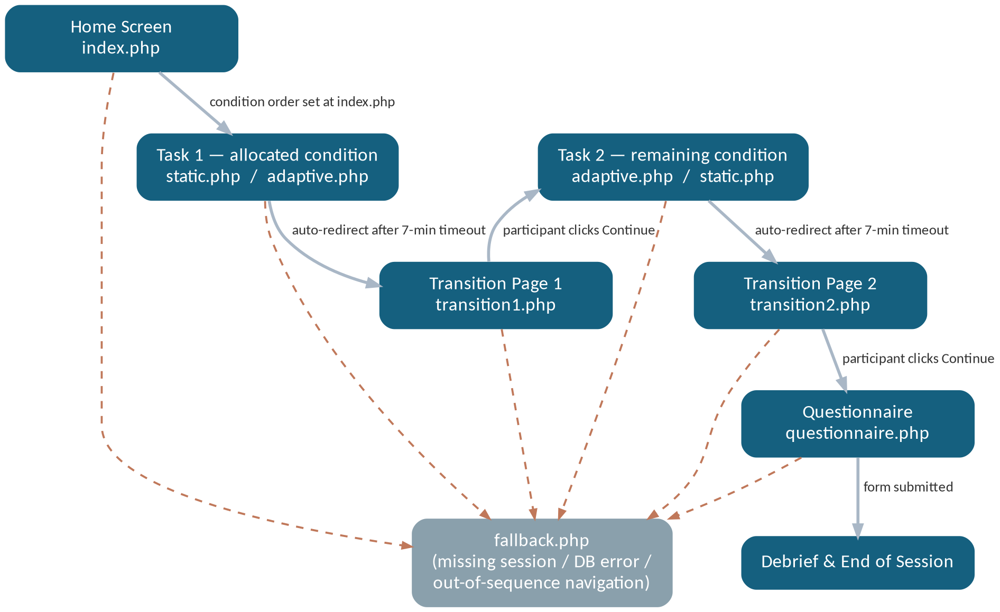 Home Screen
index.php
condition order set at index.php
Task 1 — allocated condition
static.php / adaptive.php
Task 2 — remaining condition
adaptive.php / static.php
auto-redirect after 7-min timeout
participant clicks Continue
auto-redirect after 7-min timeout
Transition Page 1
transition1.php
Transition Page 2
transition2.php
participant clicks Continue
Questionnaire
questionnaire.php
form submitted
fallback.php
(missing session / DB error /
out-of-sequence navigation)
Debrief & End of Session